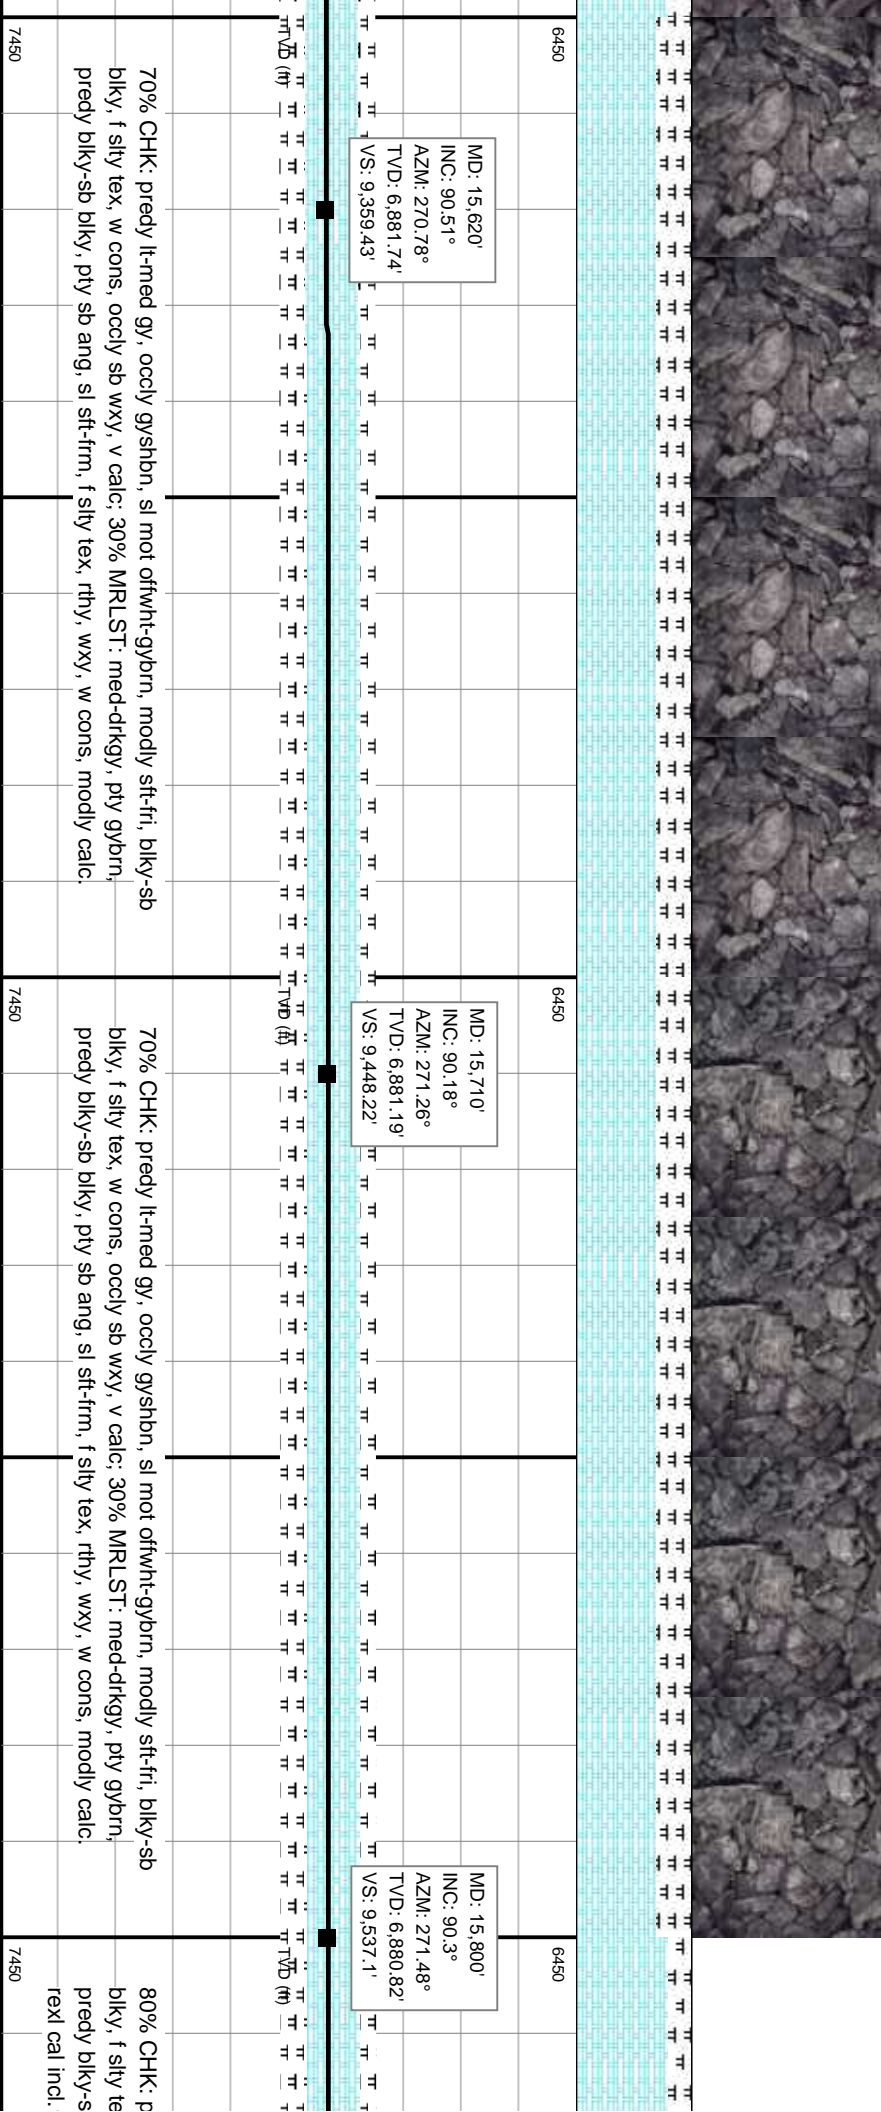 6450
7450
TVD (ft)
MD: 15,620'
INC: 90.51°
AZM: 270.78°
TVD: 6,881.74'
VS: 9,359.43'
70% CHK: predy lt-med gy, occly gyshbn, sl mot offwht-gybrn, modly sft-fri, blky-sb
blky, f slty tex, w cons, occly sb wxy, v calc; 30% MRLST: med-drkgy, pty gybrn,
predy blky-sb blky, pty sb ang, sl sft-frm, f slty tex, rthy, wxy, w cons, modly calc.
6450
7450
TVD (ft)
MD: 15,710'
INC: 90.18°
AZM: 271.26°
TVD: 6,881.19'
VS: 9,448.22'
70% CHK: predy lt-med gy, occly gyshbn, sl mot offwht-gybrn, modly sft-fri, blky-sb
blky, f slty tex, w cons, occly sb wxy, v calc; 30% MRLST: med-drkgy, pty gybrn,
predy blky-sb blky, pty sb ang, sl sft-frm, f slty tex, rthy, wxy, w cons, modly calc.
6450
7450
TVD (ft)
MD: 15,800'
INC: 90.3°
AZM: 271.48°
TVD: 6,880.82'
VS: 9,537.1'
80% CHK: p
blky, f slty te
predy blky-s
rexl cal incl.